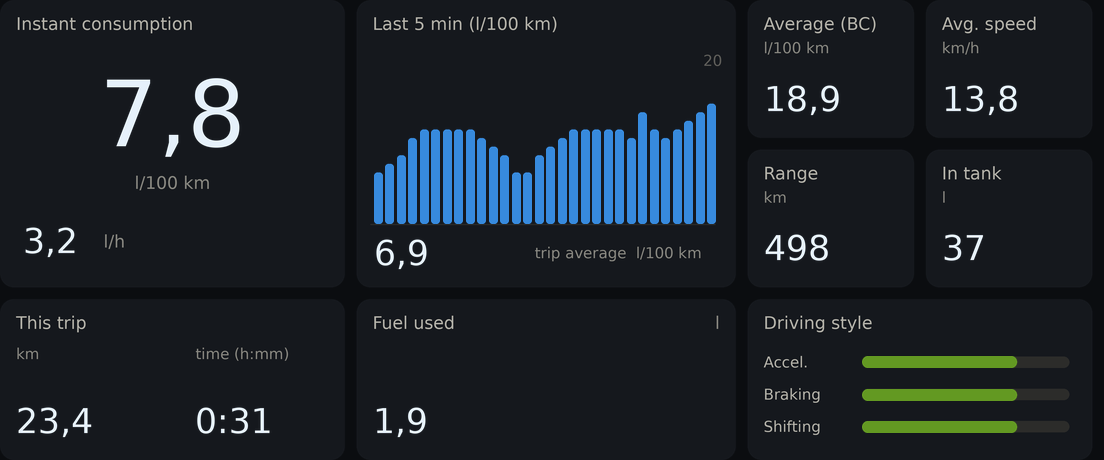 Instant consumption
7,8
l/100 km
3,2 l/h
Last 5 min (l/100 km)
20
6,9 trip average l/100 km
Average (BC)
l/100 km
18,9
Avg. speed
km/h
13,8
Range
km
498
In tank
l
37
This trip
km time (h:mm)
23,4 0:31
Fuel used l
1,9
Driving style
Accel.
Braking
Shifting